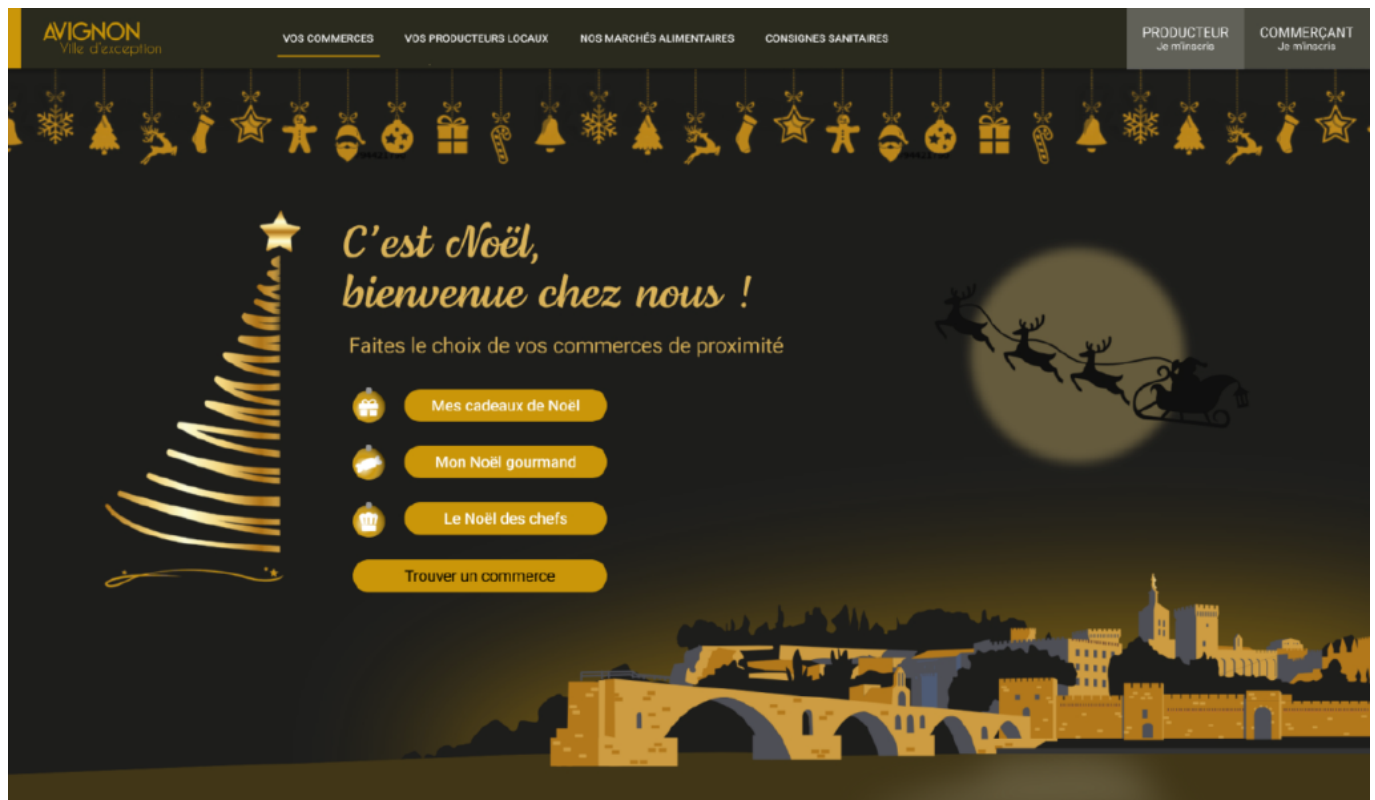 AVIGNON
Ville d'exception
VOS COMMERCES
VOS PRODUCTEURS LOCAUX
NOS MARCHÉS ALIMENTAIRES
CONSIGNES SANITAIRES
PRODUCTEUR
Je m'inscris
COMMERÇANT
Je m'inscris
C'est Noël,
bienvenue chez nous !
Faites le choix de vos commerces de proximité
Mes cadeaux de Noël
Mon Noël gourmand
Le Noël des chefs
Trouver un commerce